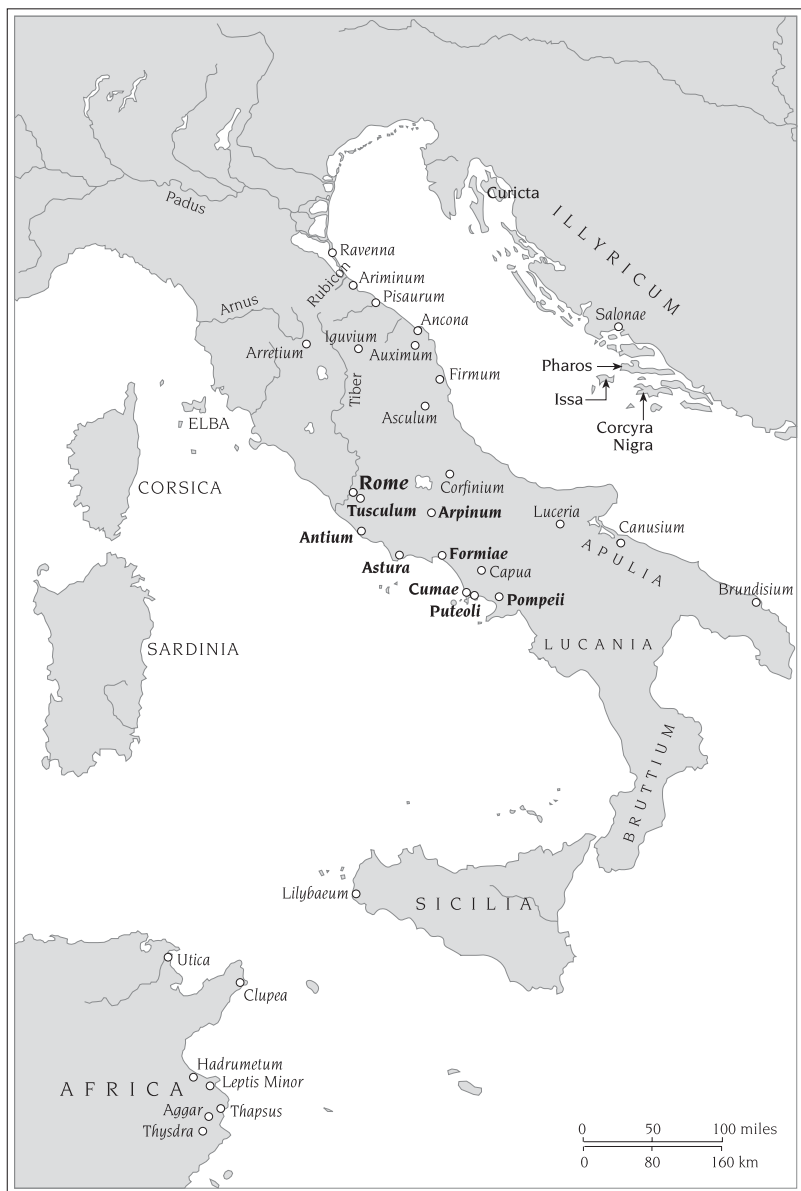 Curicta
ILLYRICUM
Padus
Ravenna
Rubicon
Ariminum
Pisaurum
Arnus
Ancona
Salonae
Iguvium
Arretium
Auximum
Pharos
Firmum
Tiber
Issa
ELBA
Asculum
Corcyra
Nigra
Rome
Corfinium
CORSICA
Tusculum
Arpinum
Luceria
Antium
Canusium
Astura
Formiae
APULIA
Capua
Cumae
Brundisium
Pompeii
Puteoli
SARDINIA
LUCANIA
BRUTTIUM
Lilybaeum
SICILIA
Utica
Clupea
Hadrumetum
AFRICA
Leptis Minor
Aggar
Thapsus
Thysdra
0 50 100 miles
0 80 160 km